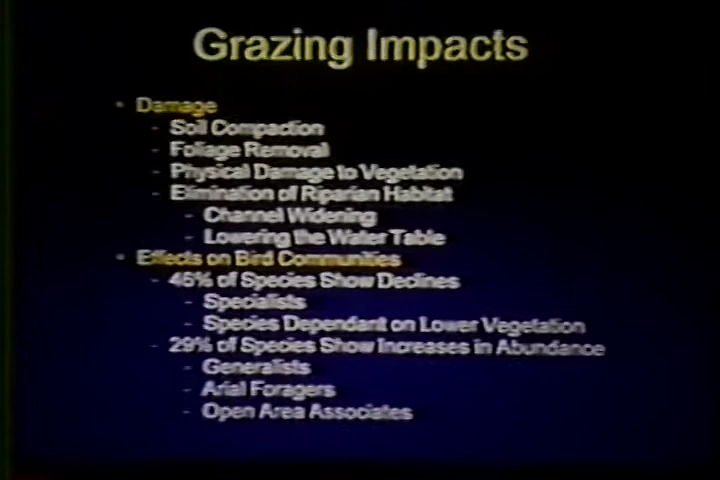 Grazing Impacts
• Damage
- Soil Compaction
- Foliage Removal
- Physical Damage to Vegetation
- Elimination of Riparian Habitat
- Channel Widening
- Lowering the Water Table
• Effects on Bird Communities
- 46% of Species Show Declines
- Specialists
- Species Dependant on Lower Vegetation
- 29% of Species Show Increases in Abundance
- Generalists
- Arial Foragers
- Open Area Associates